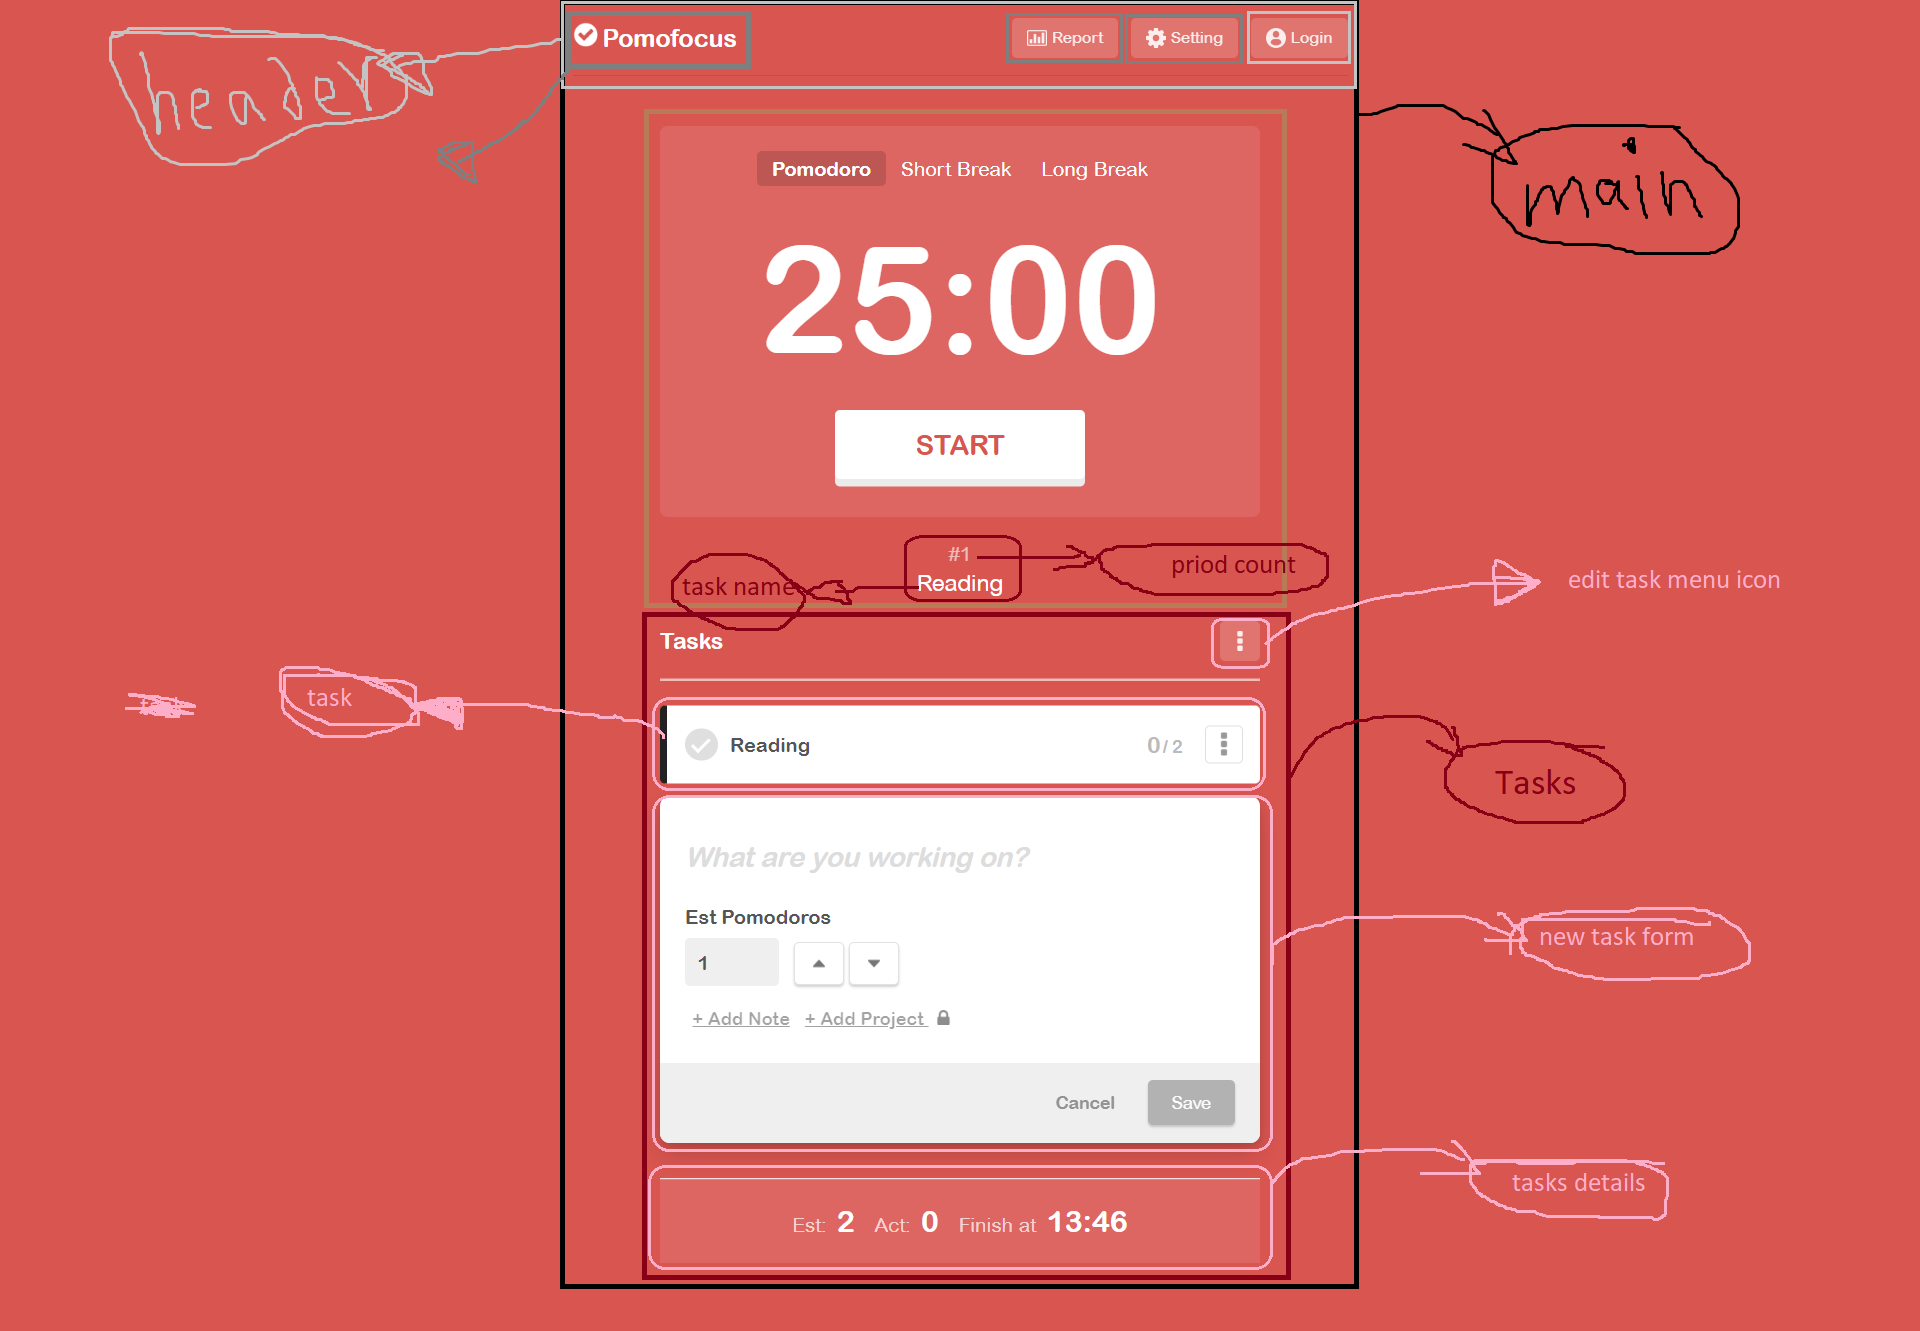 Pomofocus
Report
Setting
Login
header
main
Pomodoro
Short Break
Long Break
25:00
START
#1
Reading
task name
priod count
edit task menu icon
Tasks
task
Reading
0/2
Tasks
What are you working on?
Est Pomodoros
1
+ Add Note
+ Add Project
new task form
Cancel
Save
tasks details
Est: 2 Act: 0 Finish at 13:46